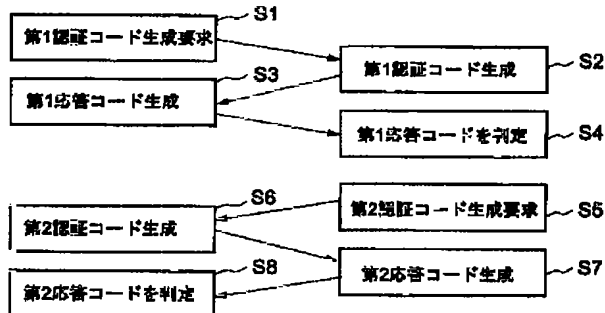 S1
第1認証コード生成要求
S2
第1認証コード生成
S3
第1応答コード生成
S4
第1応答コードを判定
S5
第2認証コード生成要求
S6
第2認証コード生成
S7
第2応答コード生成
S8
第2応答コードを判定